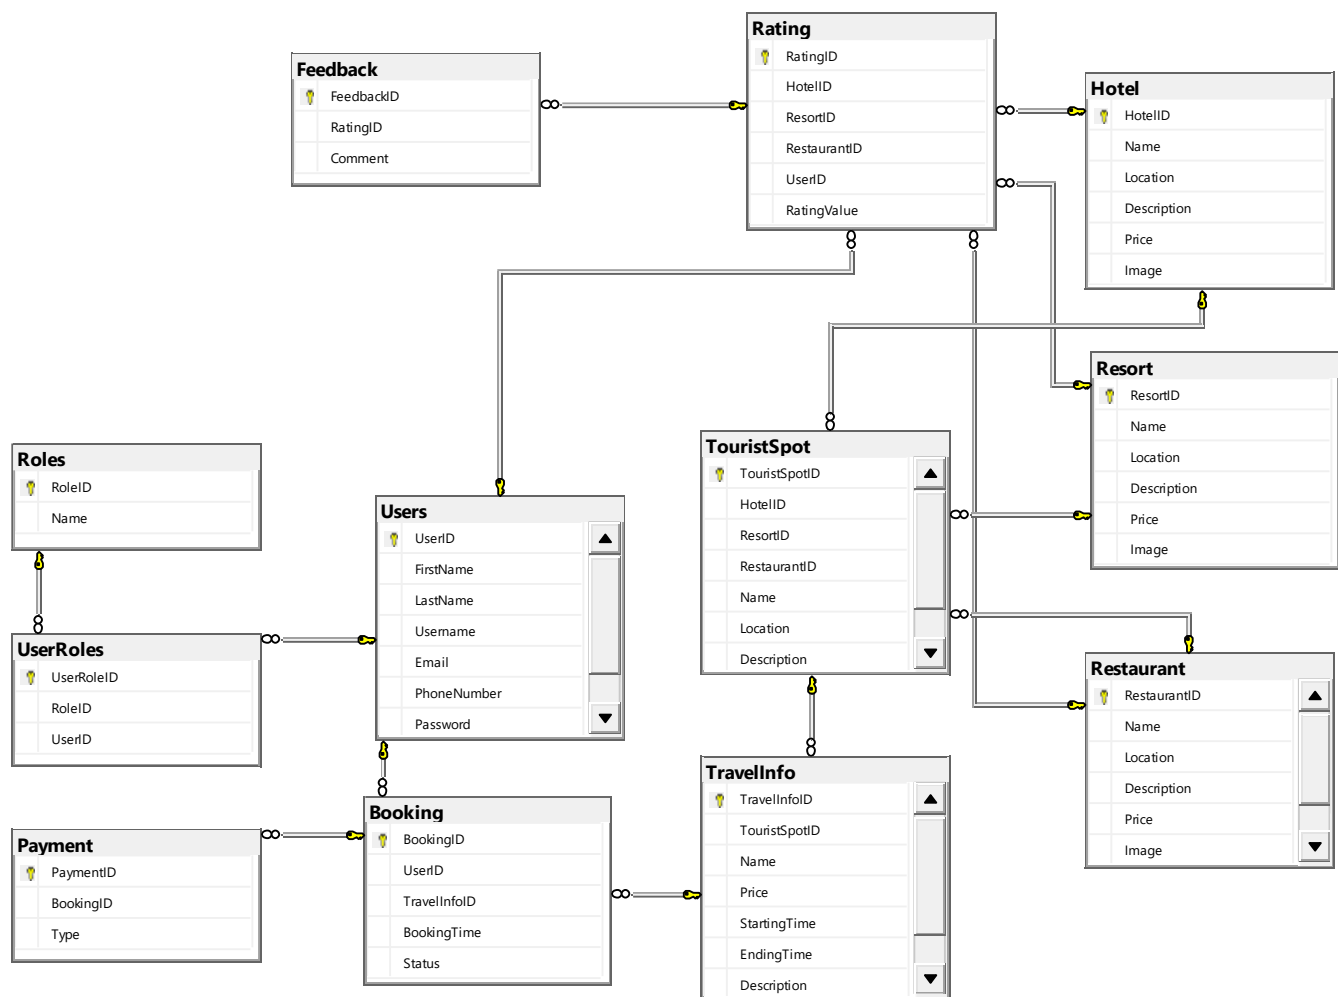 Rating
RatingID
HotelID
ResortID
RestaurantID
UserID
RatingValue
Feedback
FeedbackID
RatingID
Comment
Hotel
HotelID
Name
Location
Description
Price
Image
Resort
ResortID
Name
Location
Description
Price
Image
Roles
RoleID
Name
TouristSpot
TouristSpotID
HotelID
ResortID
RestaurantID
Name
Location
Description
Users
UserID
FirstName
LastName
Username
Email
PhoneNumber
Password
UserRoles
UserRoleID
RoleID
UserID
Restaurant
RestaurantID
Name
Location
Description
Price
Image
TravelInfo
TravelInfoID
TouristSpotID
Name
Price
StartingTime
EndingTime
Description
Booking
BookingID
UserID
TravelInfoID
BookingTime
Status
Payment
PaymentID
BookingID
Type